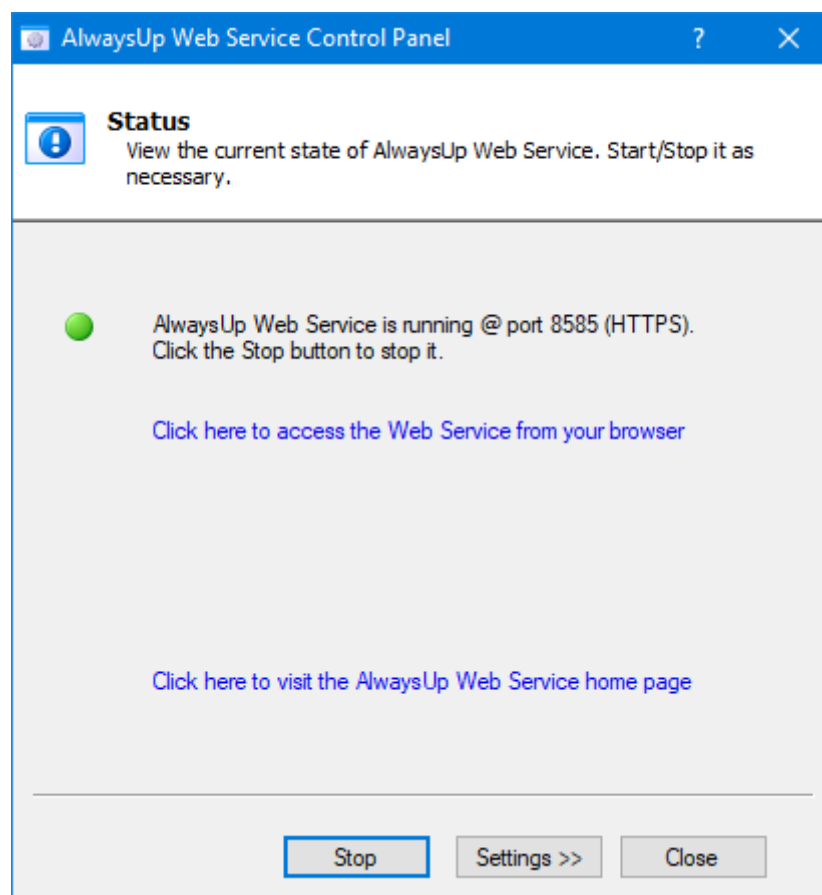 AlwaysUp Web Service Control Panel ?
Status
View the current state of AlwaysUp Web Service. Start/Stop it as
necessary.
AlwaysUp Web Service is running @ port 8585 (HTTPS).
Click the Stop button to stop it.
Click here to access the Web Service from your browser
Click here to visit the AlwaysUp Web Service home page
Stop Settings >> Close